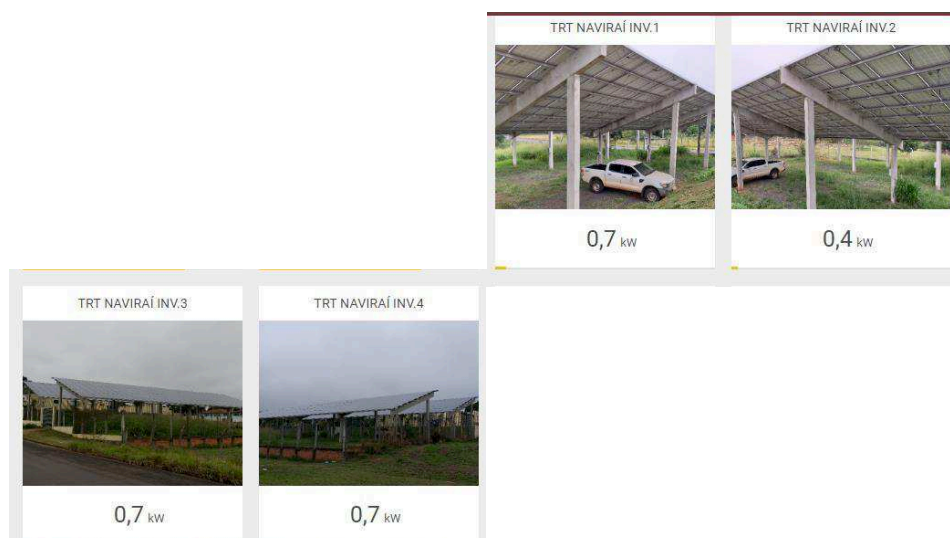 TRT NAVIRAÍ INV.1
TRT NAVIRAÍ INV.2
0,7 kW
0,4 kW
TRT NAVIRAÍ INV.3
TRT NAVIRAÍ INV.4
0,7 kW
0,7 kW